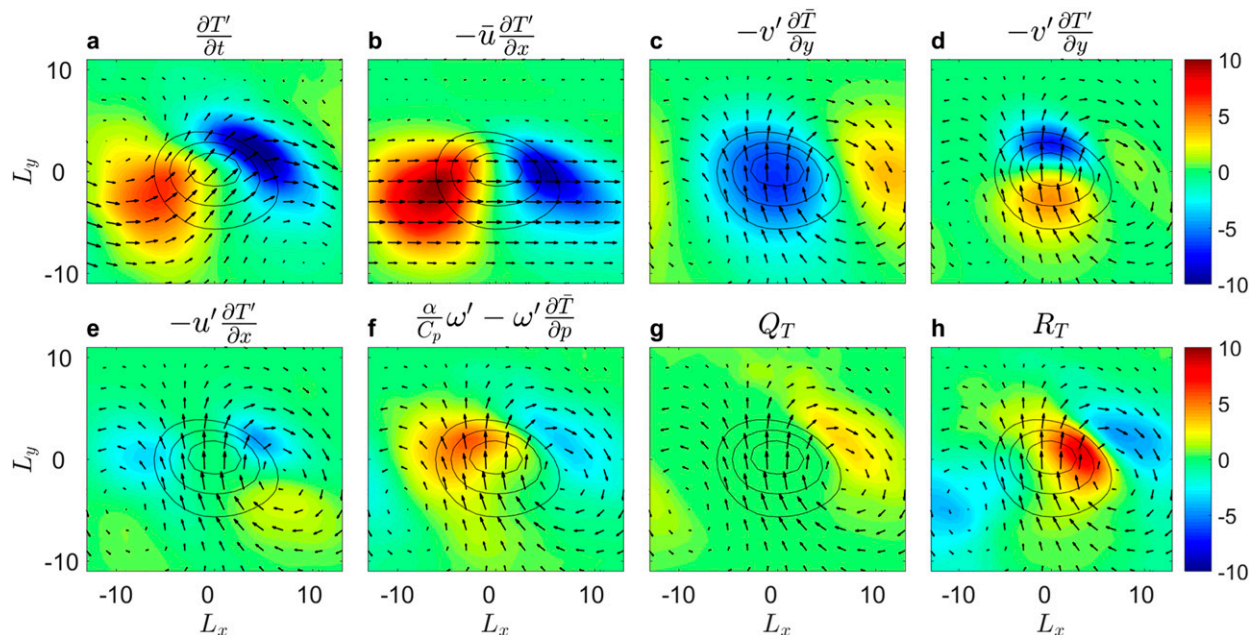 a ∂T′/∂t
b −ū ∂T′/∂x
c −v′ ∂T̄/∂y
d −v′ ∂T′/∂y
10
0
-10
L_y
10
5
0
-5
-10
e −u′ ∂T′/∂x
f α/C_p ω′ − ω′ ∂T̄/∂p
g Q_T
h R_T
10
0
-10
L_y
10
5
0
-5
-10
-10 0 10
-10 0 10
-10 0 10
-10 0 10
L_x
L_x
L_x
L_x